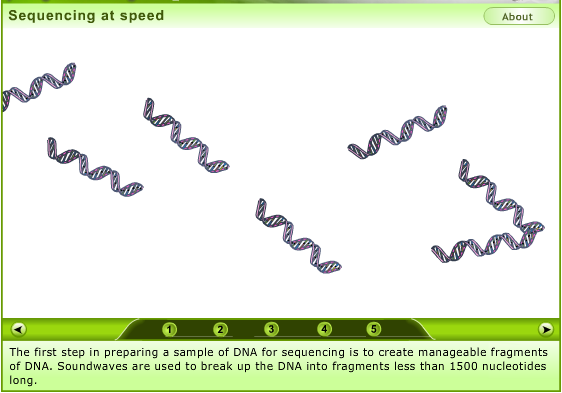 Sequencing at speed
About
1 2 3 4 5
The first step in preparing a sample of DNA for sequencing is to create manageable fragments
of DNA. Soundwaves are used to break up the DNA into fragments less than 1500 nucleotides
long.